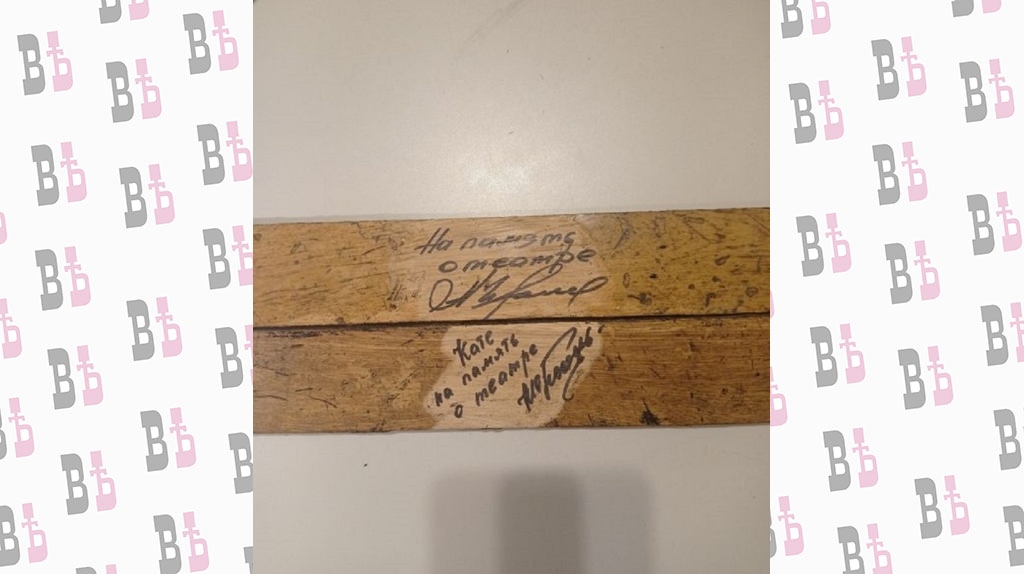 На память
о театре
Кате
на память
о театре